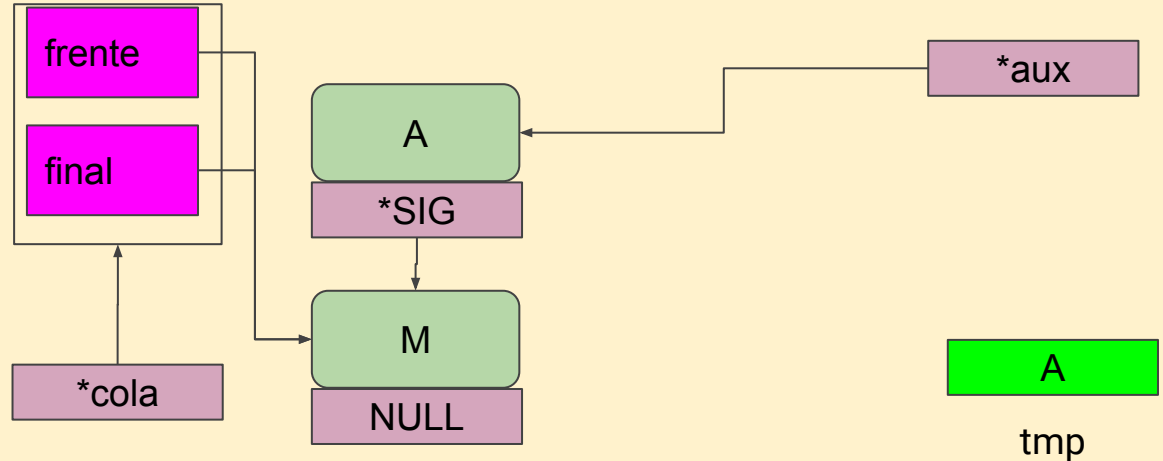 frente
*aux
A
final
*SIG
M
*cola
NULL
A
tmp